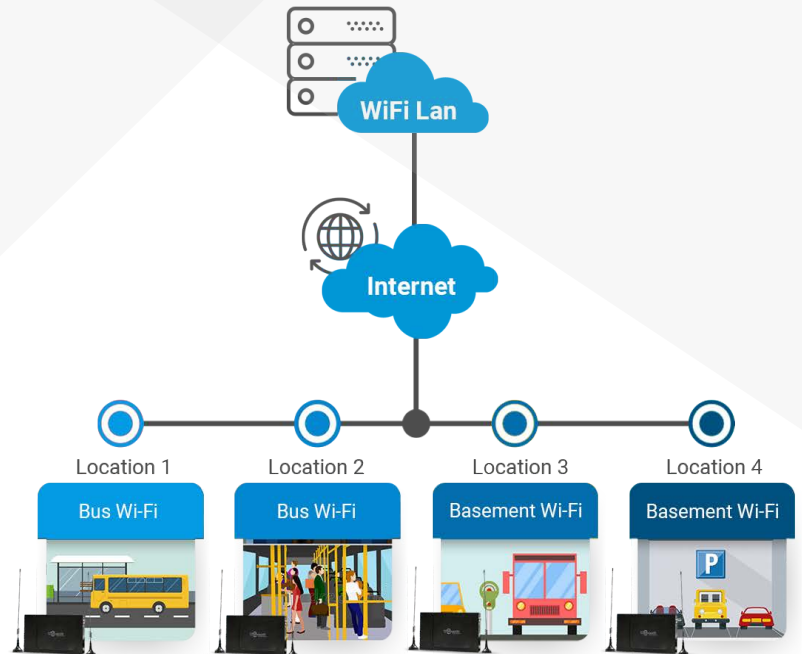 WiFi Lan
Internet
Location 1
Location 2
Location 3
Location 4
Bus Wi-Fi
Bus Wi-Fi
Basement Wi-Fi
Basement Wi-Fi
P